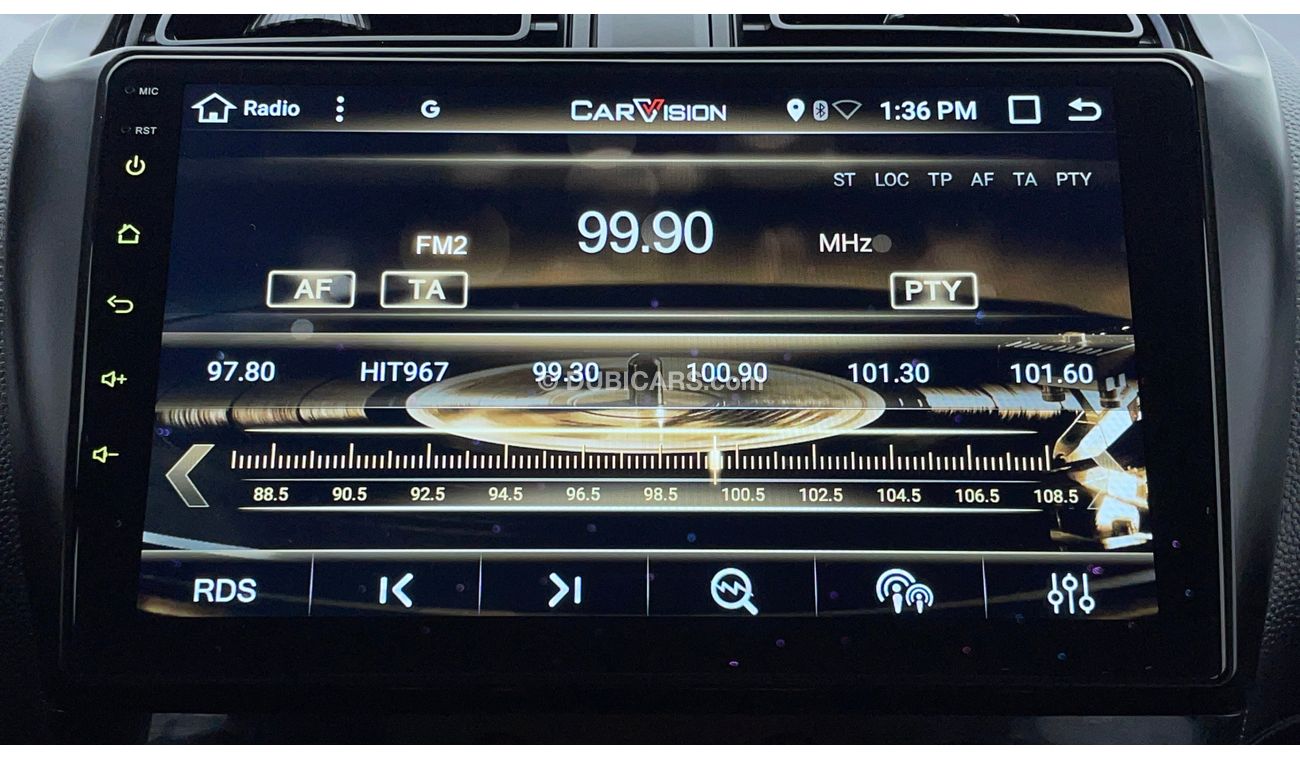 MIC
Radio G CARVISION 1:36 PM
RST
ST LOC TP AF TA PTY
FM2 99.90 MHz
AF TA PTY
97.80 HIT967 99.30 100.90 101.30 101.60
© DUBICARS.com
88.5 90.5 92.5 94.5 96.5 98.5 100.5 102.5 104.5 106.5 108.5
RDS